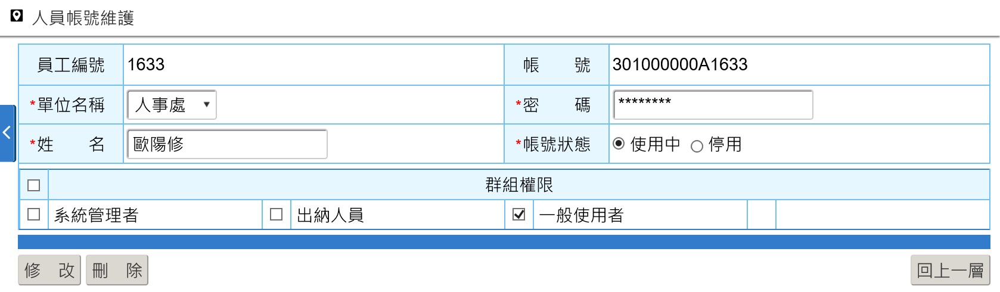 人員帳號維護
員工編號 1633 帳　　號 301000000A1633
*單位名稱 人事處 *密　　碼 ********
*姓　　名 歐陽修 *帳號狀態 使用中 停用
群組權限
系統管理者 出納人員 一般使用者
修　改 刪　除 回上一層